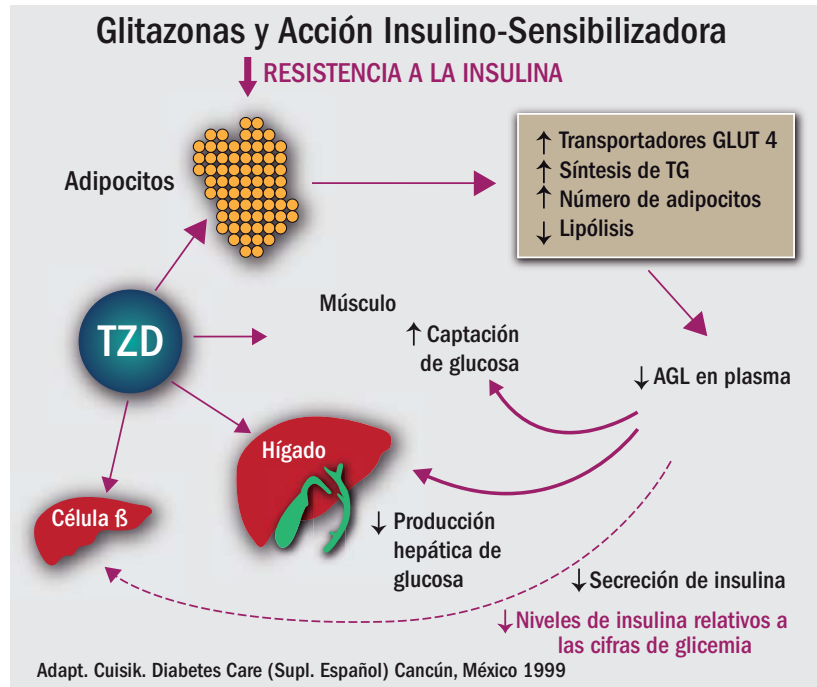 Glitazonas y Acción Insulino-Sensibilizadora
↓ RESISTENCIA A LA INSULINA
Adipocitos
↑ Transportadores GLUT 4
↑ Síntesis de TG
↑ Número de adipocitos
↓ Lipólisis
TZD
Músculo
↑ Captación
de glucosa
↓ AGL en plasma
Hígado
↓ Producción
hepática de
glucosa
Célula ß
↓ Secreción de insulina
↓ Niveles de insulina relativos a
las cifras de glicemia
Adapt. Cuisik. Diabetes Care (Supl. Español) Cancún, México 1999